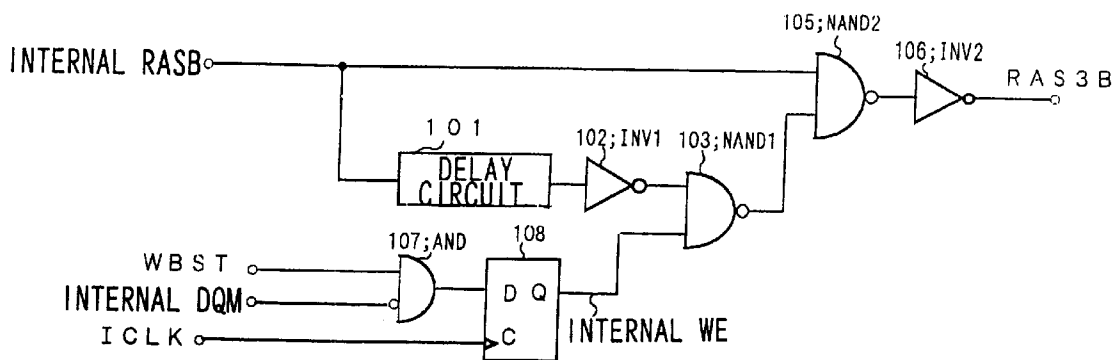 105;NAND2
106;INV2
INTERNAL RASB
RAS3B
101
102;INV1
103;NAND1
DELAY
CIRCUIT
107;AND
108
WBST
D Q
INTERNAL DQM
INTERNAL WE
ICLK
C